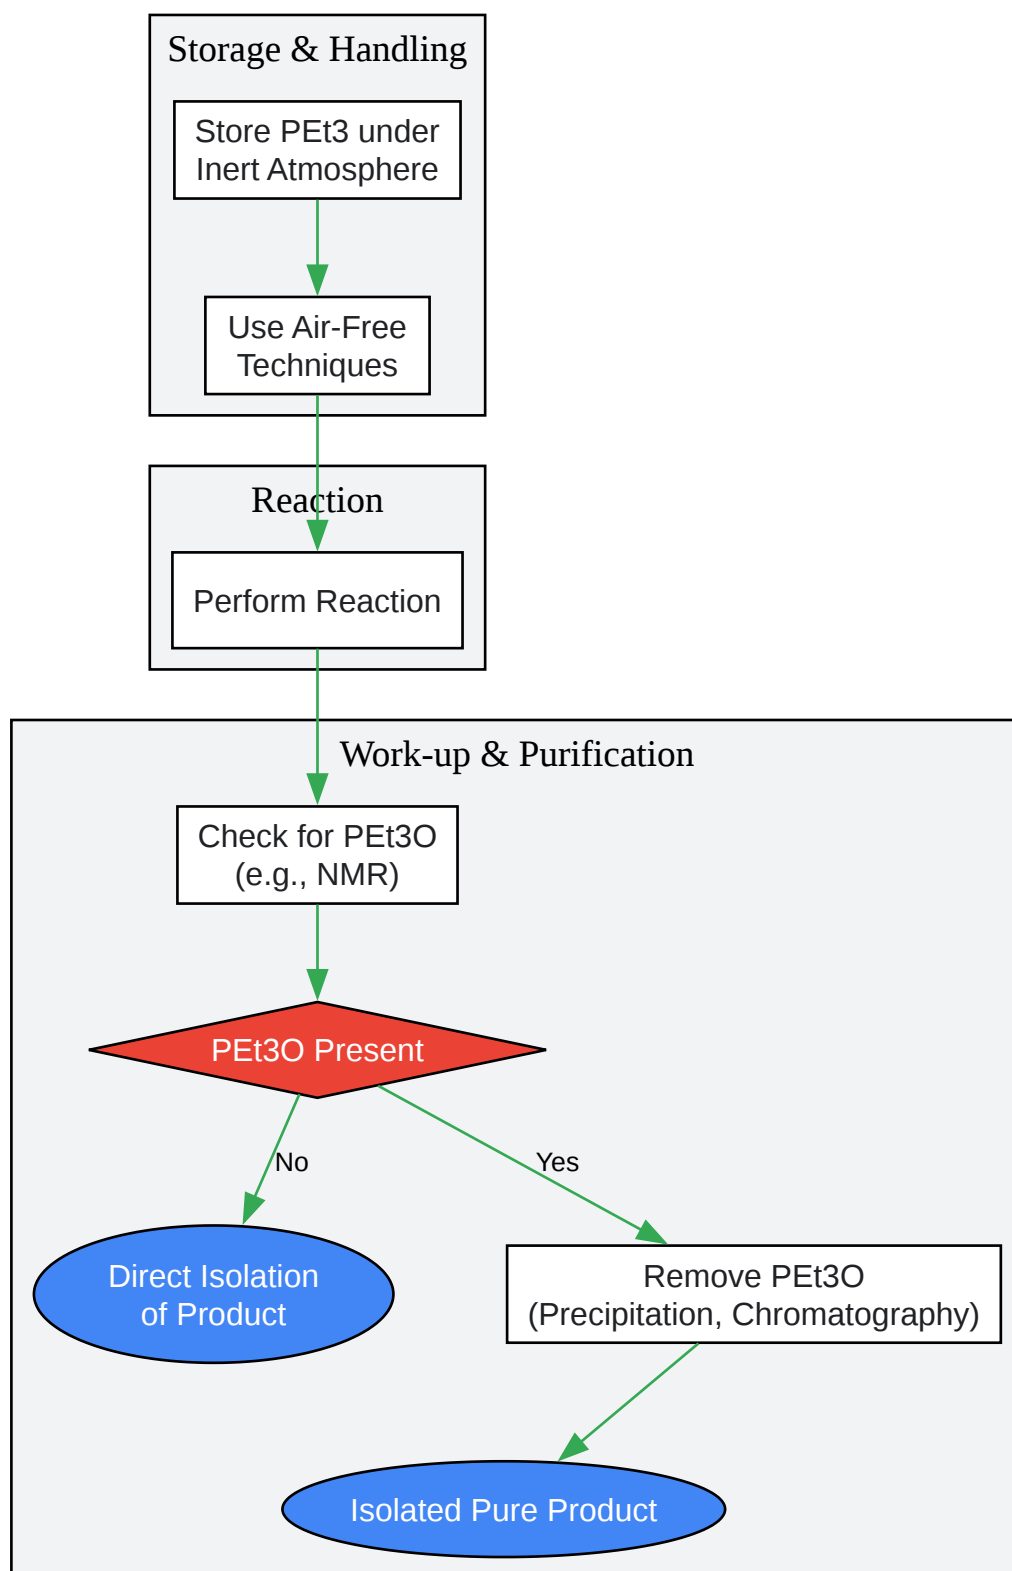 Storage & Handling
Store PEt3 under
Inert Atmosphere
Use Air-Free
Techniques
Reaction
Perform Reaction
Work-up & Purification
Check for PEt3O
(e.g., NMR)
PEt3O Present
No
Yes
Direct Isolation
of Product
Remove PEt3O
(Precipitation, Chromatography)
Isolated Pure Product